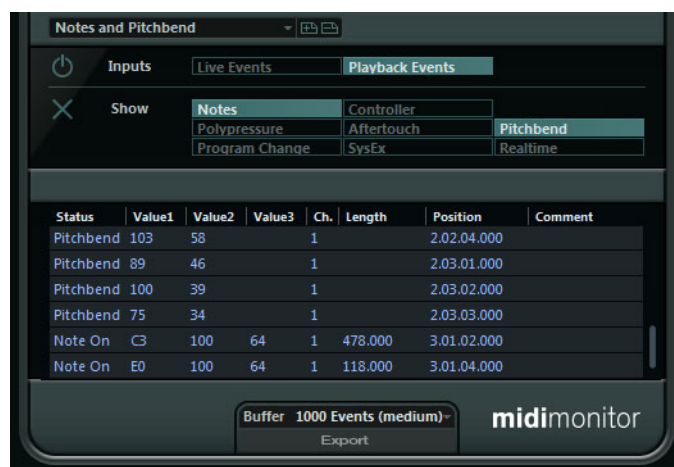 Notes and Pitchbend
Inputs Live Events Playback Events
Show Notes Controller
Polypressure Aftertouch Pitchbend
Program Change SysEx Realtime
Status Value1 Value2 Value3 Ch. Length Position Comment
Pitchbend 103 58 1 2.02.04.000
Pitchbend 89 46 1 2.03.01.000
Pitchbend 100 39 1 2.03.02.000
Pitchbend 75 34 1 2.03.03.000
Note On C3 100 64 1 478.000 3.01.02.000
Note On E0 100 64 1 118.000 3.01.04.000
Buffer 1000 Events (medium) midimonitor
Export